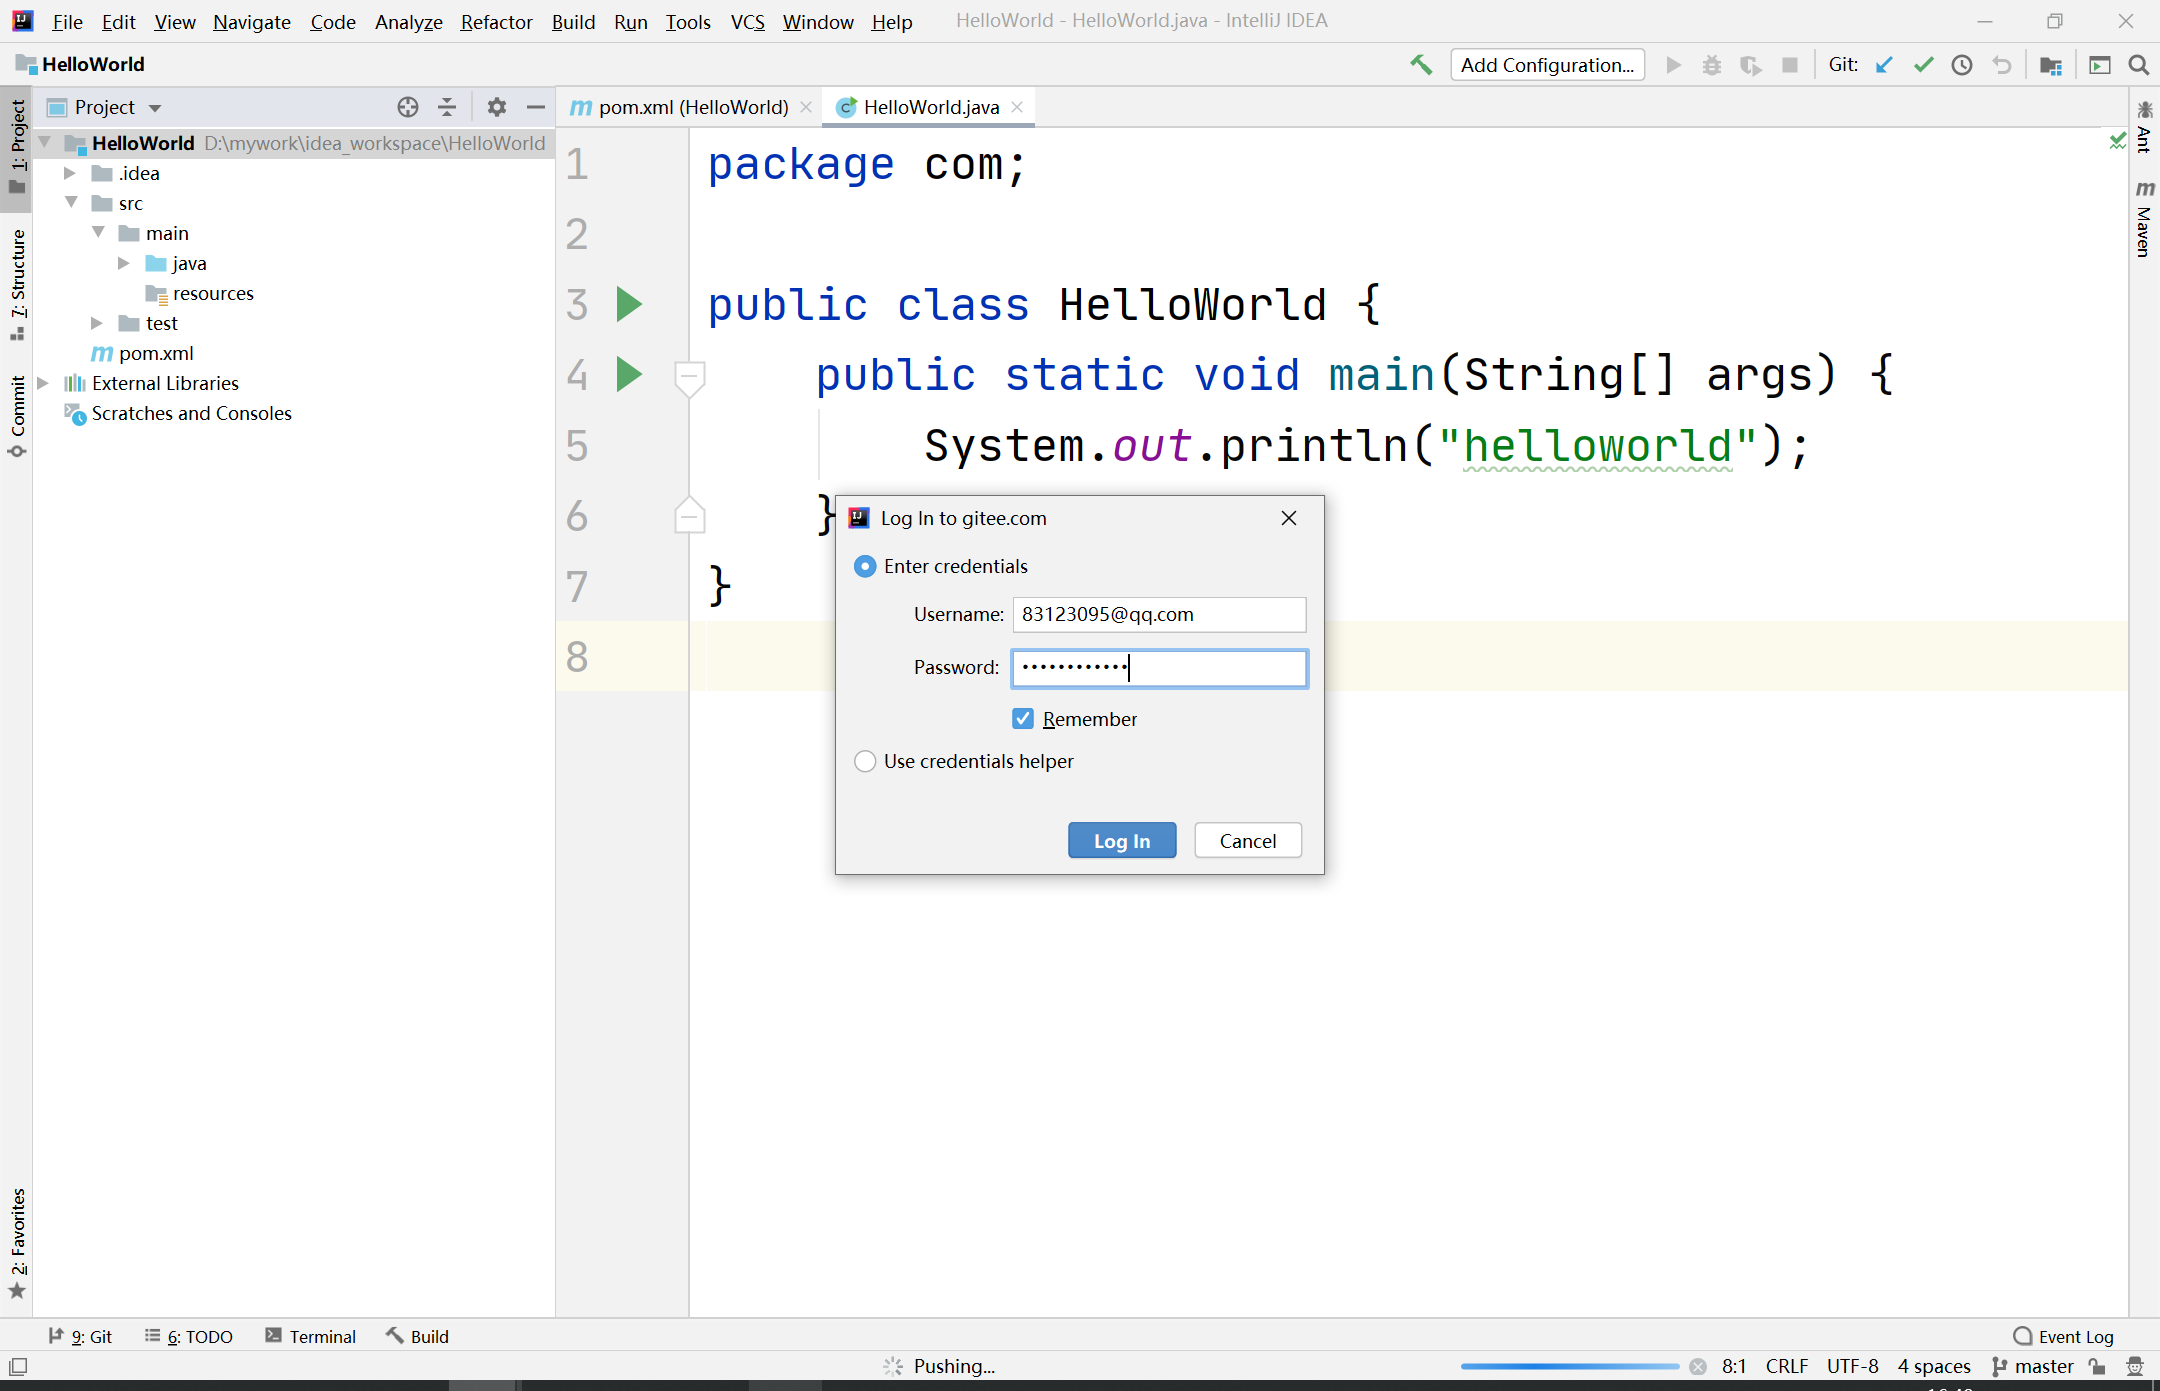 File Edit View Navigate Code Analyze Refactor Build Run Tools VCS Window Help HelloWorld - HelloWorld.java - IntelliJ IDEA
HelloWorld Add Configuration... Git:
Project pom.xml (HelloWorld) HelloWorld.java
1: Project
7: Structure
Commit
2: Favorites
HelloWorld D:\mywork\idea_workspace\HelloWorld
.idea
src
main
java
resources
test
pom.xml
External Libraries
Scratches and Consoles
1 package com;
2
3 public class HelloWorld {
4 public static void main(String[] args) {
5 System.out.println("helloworld");
6 }
7 }
8
Log In to gitee.com
Enter credentials
Username: 83123095@qq.com
Password: ••••••••••••
Remember
Use credentials helper
Log In Cancel
Ant
Maven
9: Git 6: TODO Terminal Build Event Log
Pushing... 8:1 CRLF UTF-8 4 spaces master